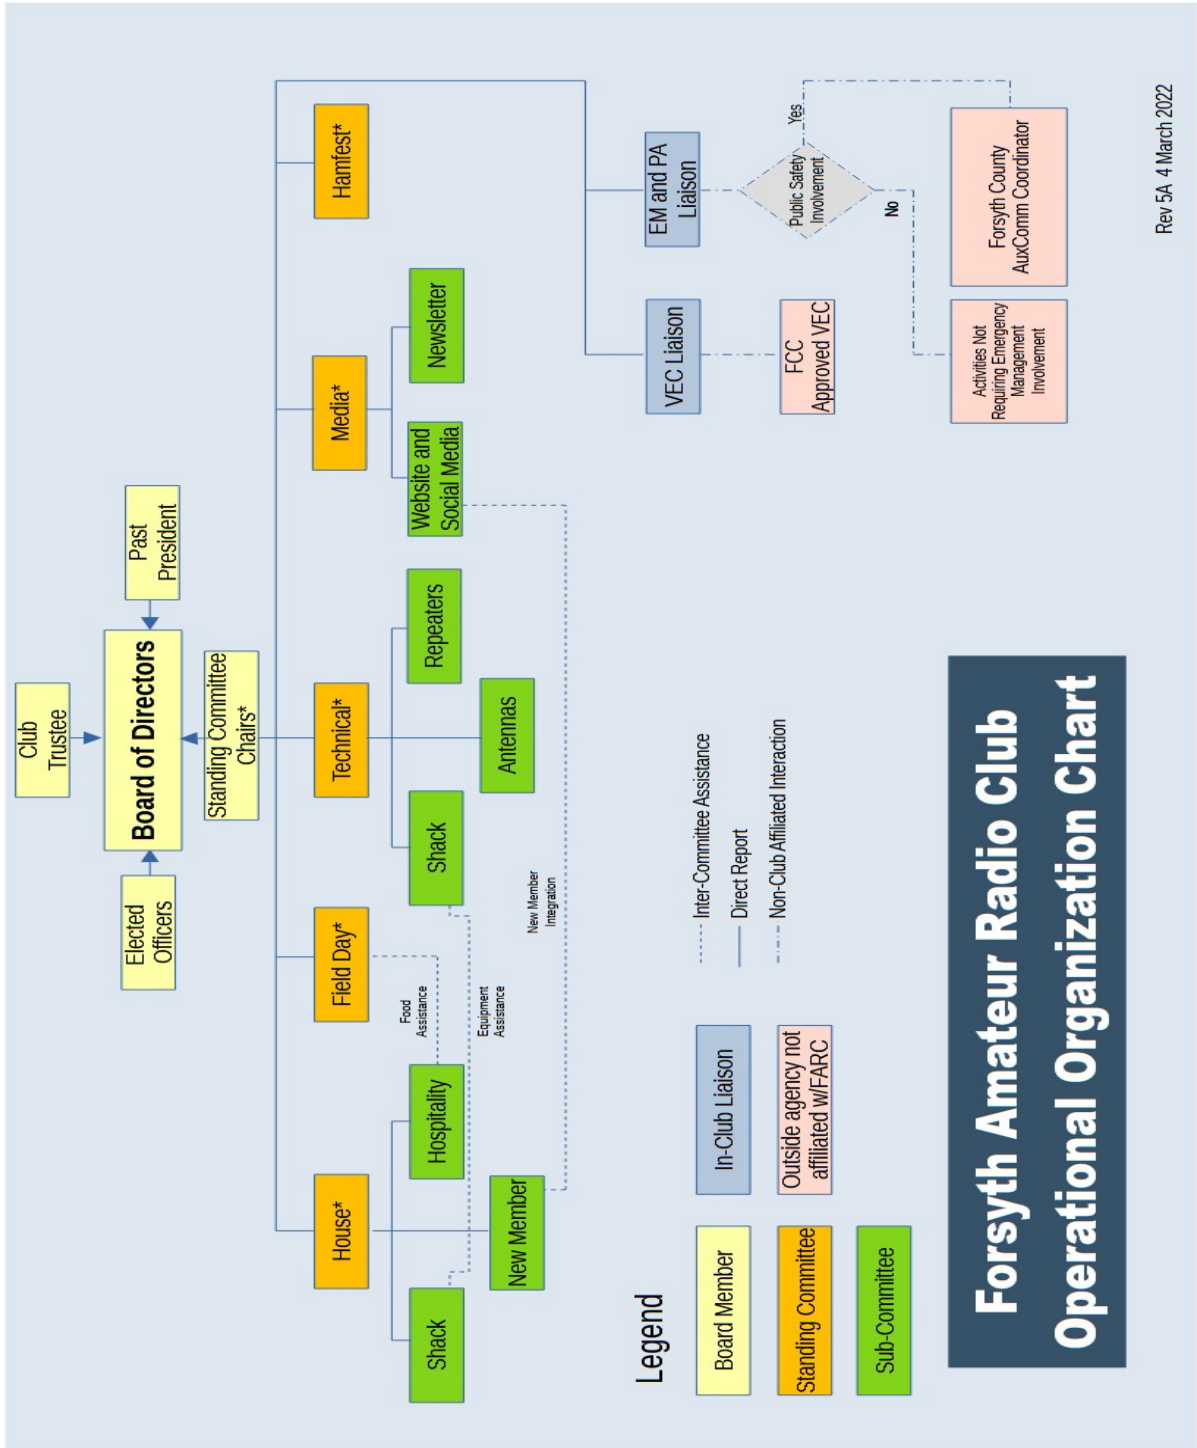 Club
Trustee
Elected
Officers
Board of Directors
Past
President
Standing Committee
Chairs*
House*
Field Day*
Technical*
Media*
Hamfest*
Shack
Hospitality
New Member
Shack
Repeaters
Antennas
Website and
Social Media
Newsletter
Food
Assistance
Equipment
Assistance
New Member
Integration
VEC Liaison
EM and PA
Liaison
FCC
Approved VEC
Public Safety
Involvement
Yes
No
Activities Not
Requiring Emergency
Management
Involvement
Forsyth County
AuxComm Coordinator
Legend
Board Member
In-Club Liaison
Inter-Committee Assistance
Direct Report
Standing Committee
Outside agency not
affiliated w/FARC
Non-Club Affiliated Interaction
Sub-Committee
Forsyth Amateur Radio Club
Operational Organization Chart
Rev 5A 4 March 2022